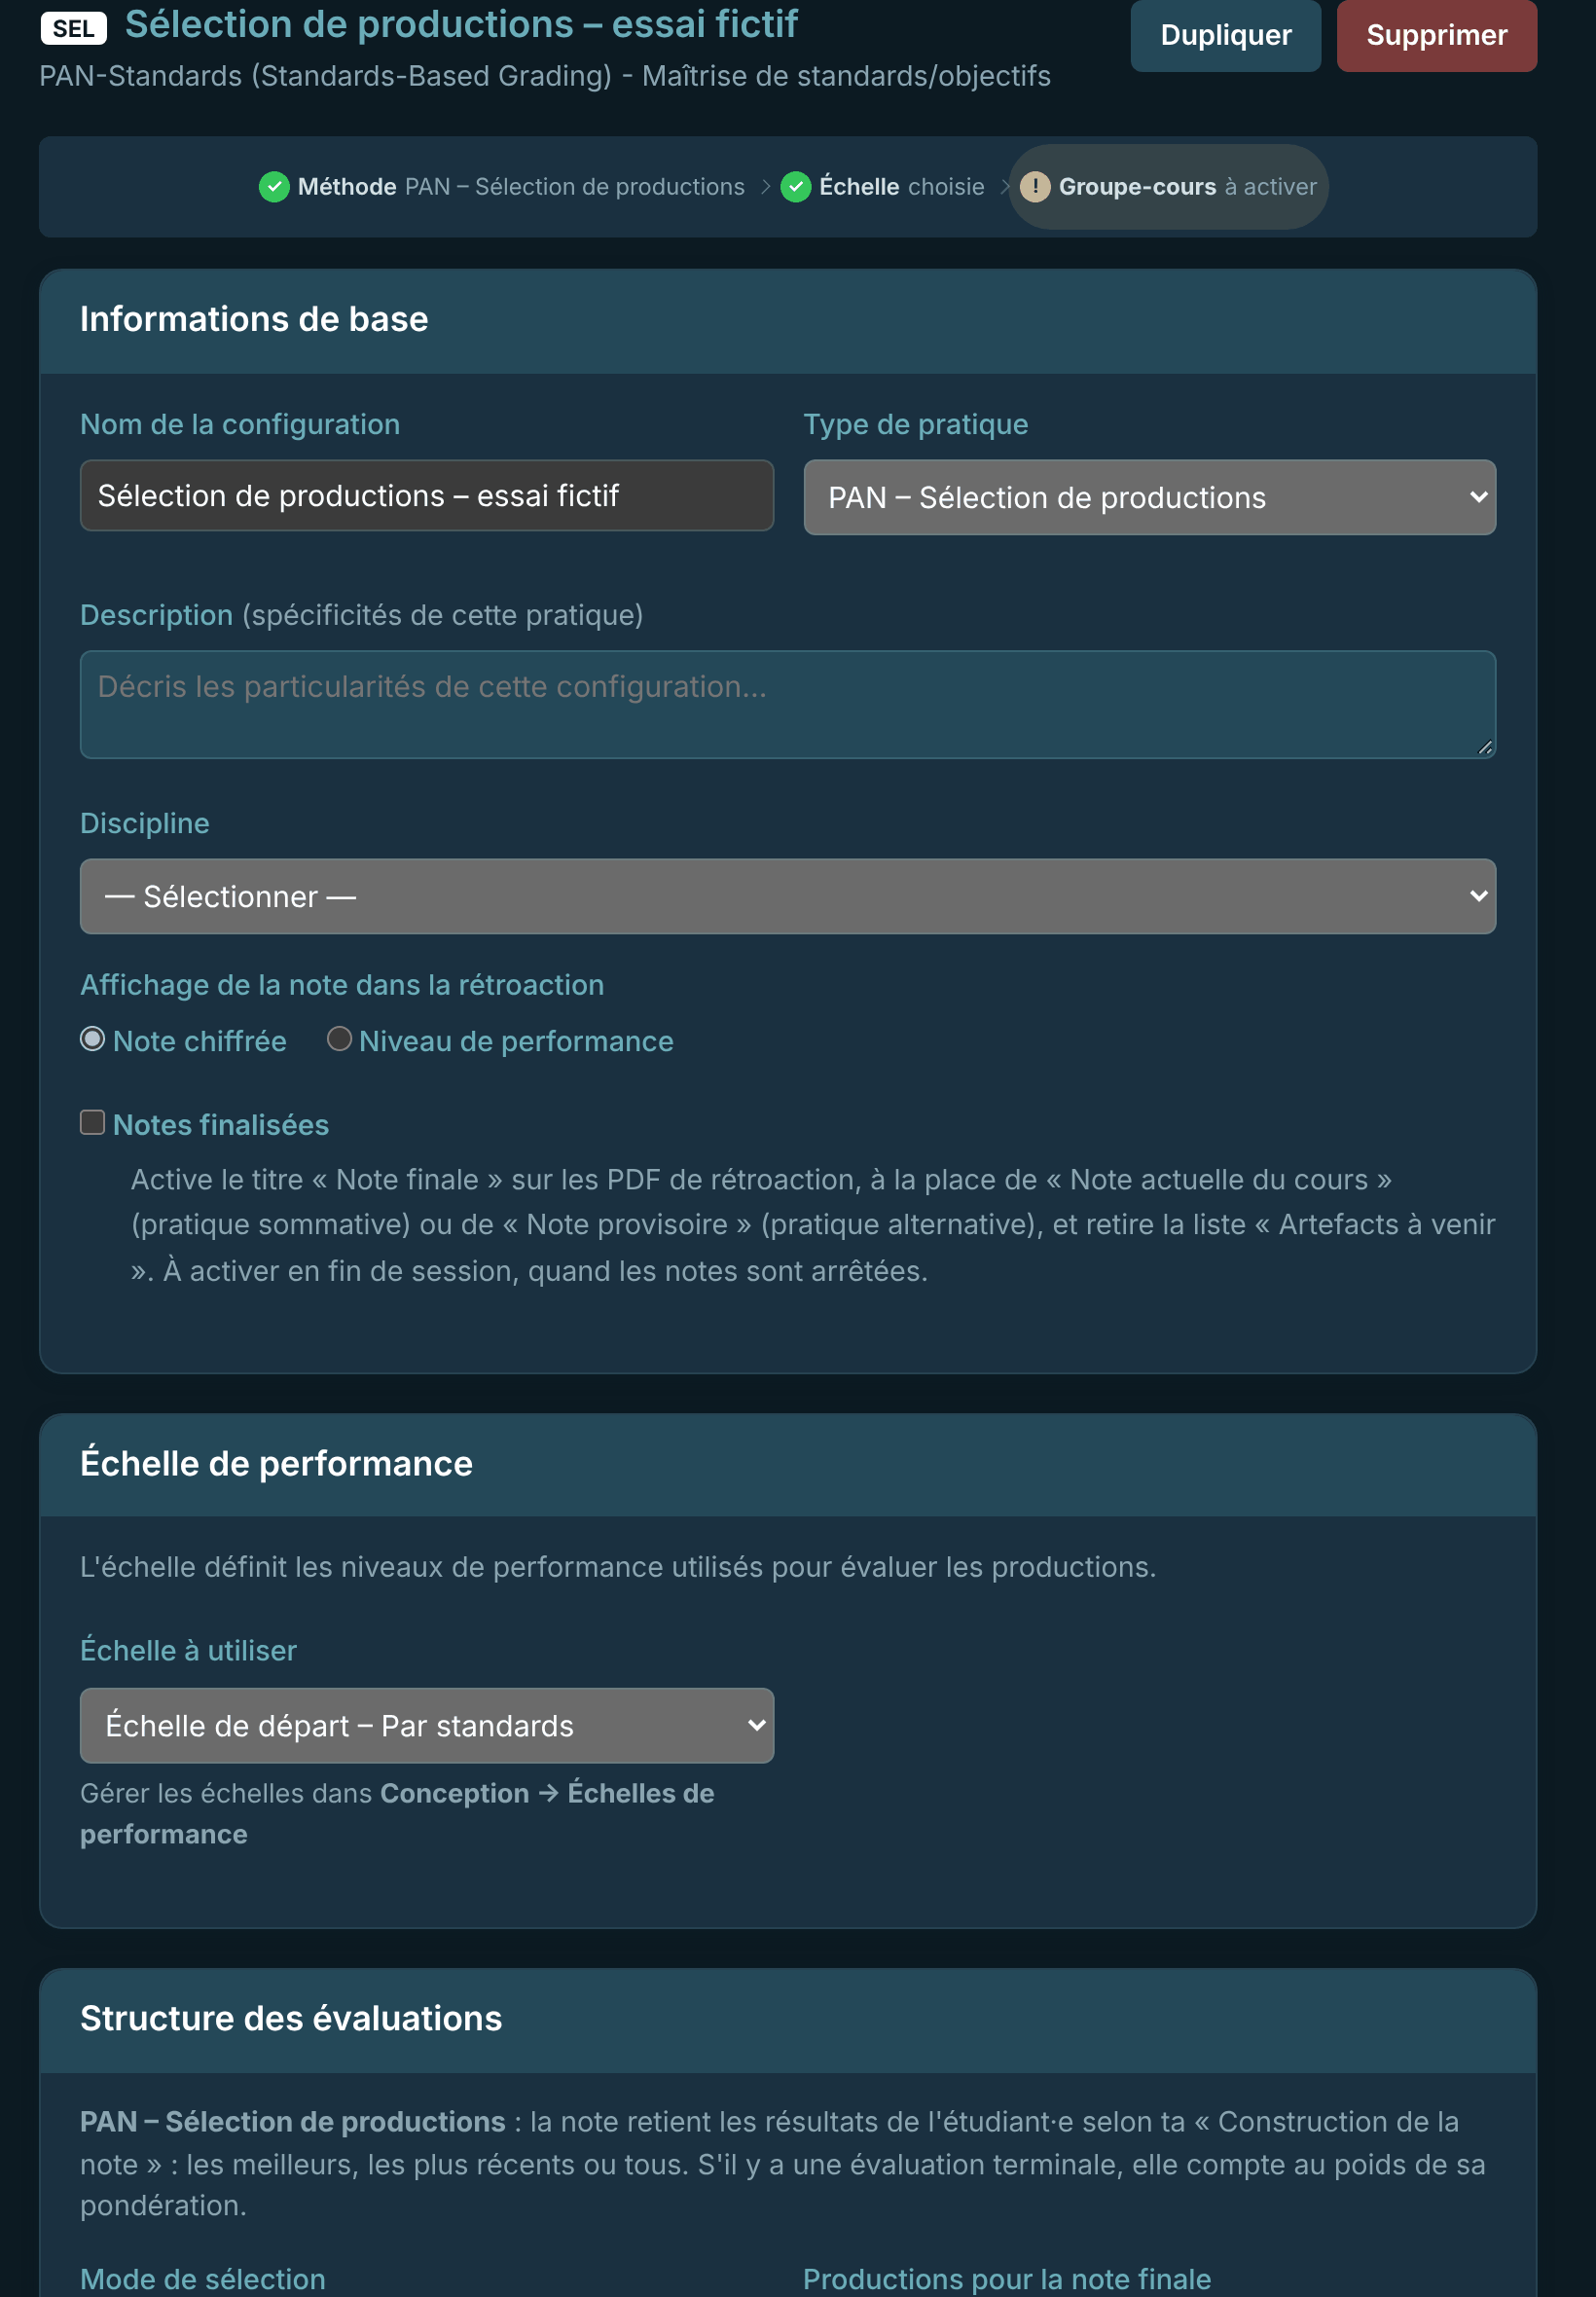 SEL Sélection de productions – essai fictif
Dupliquer
Supprimer
PAN-Standards (Standards-Based Grading) - Maîtrise de standards/objectifs
Méthode PAN – Sélection de productions > Échelle choisie > ! Groupe-cours à activer
Informations de base
Nom de la configuration
Type de pratique
Sélection de productions – essai fictif
PAN – Sélection de productions
Description (spécificités de cette pratique)
Décris les particularités de cette configuration...
Discipline
— Sélectionner —
Affichage de la note dans la rétroaction
Note chiffrée
Niveau de performance
Notes finalisées
Active le titre « Note finale » sur les PDF de rétroaction, à la place de « Note actuelle du cours »
(pratique sommative) ou de « Note provisoire » (pratique alternative), et retire la liste « Artefacts à venir
». À activer en fin de session, quand les notes sont arrêtées.
Échelle de performance
L'échelle définit les niveaux de performance utilisés pour évaluer les productions.
Échelle à utiliser
Échelle de départ – Par standards
Gérer les échelles dans Conception → Échelles de
performance
Structure des évaluations
PAN – Sélection de productions : la note retient les résultats de l'étudiant·e selon ta « Construction de la
note » : les meilleurs, les plus récents ou tous. S'il y a une évaluation terminale, elle compte au poids de sa
pondération.
Mode de sélection
Productions pour la note finale